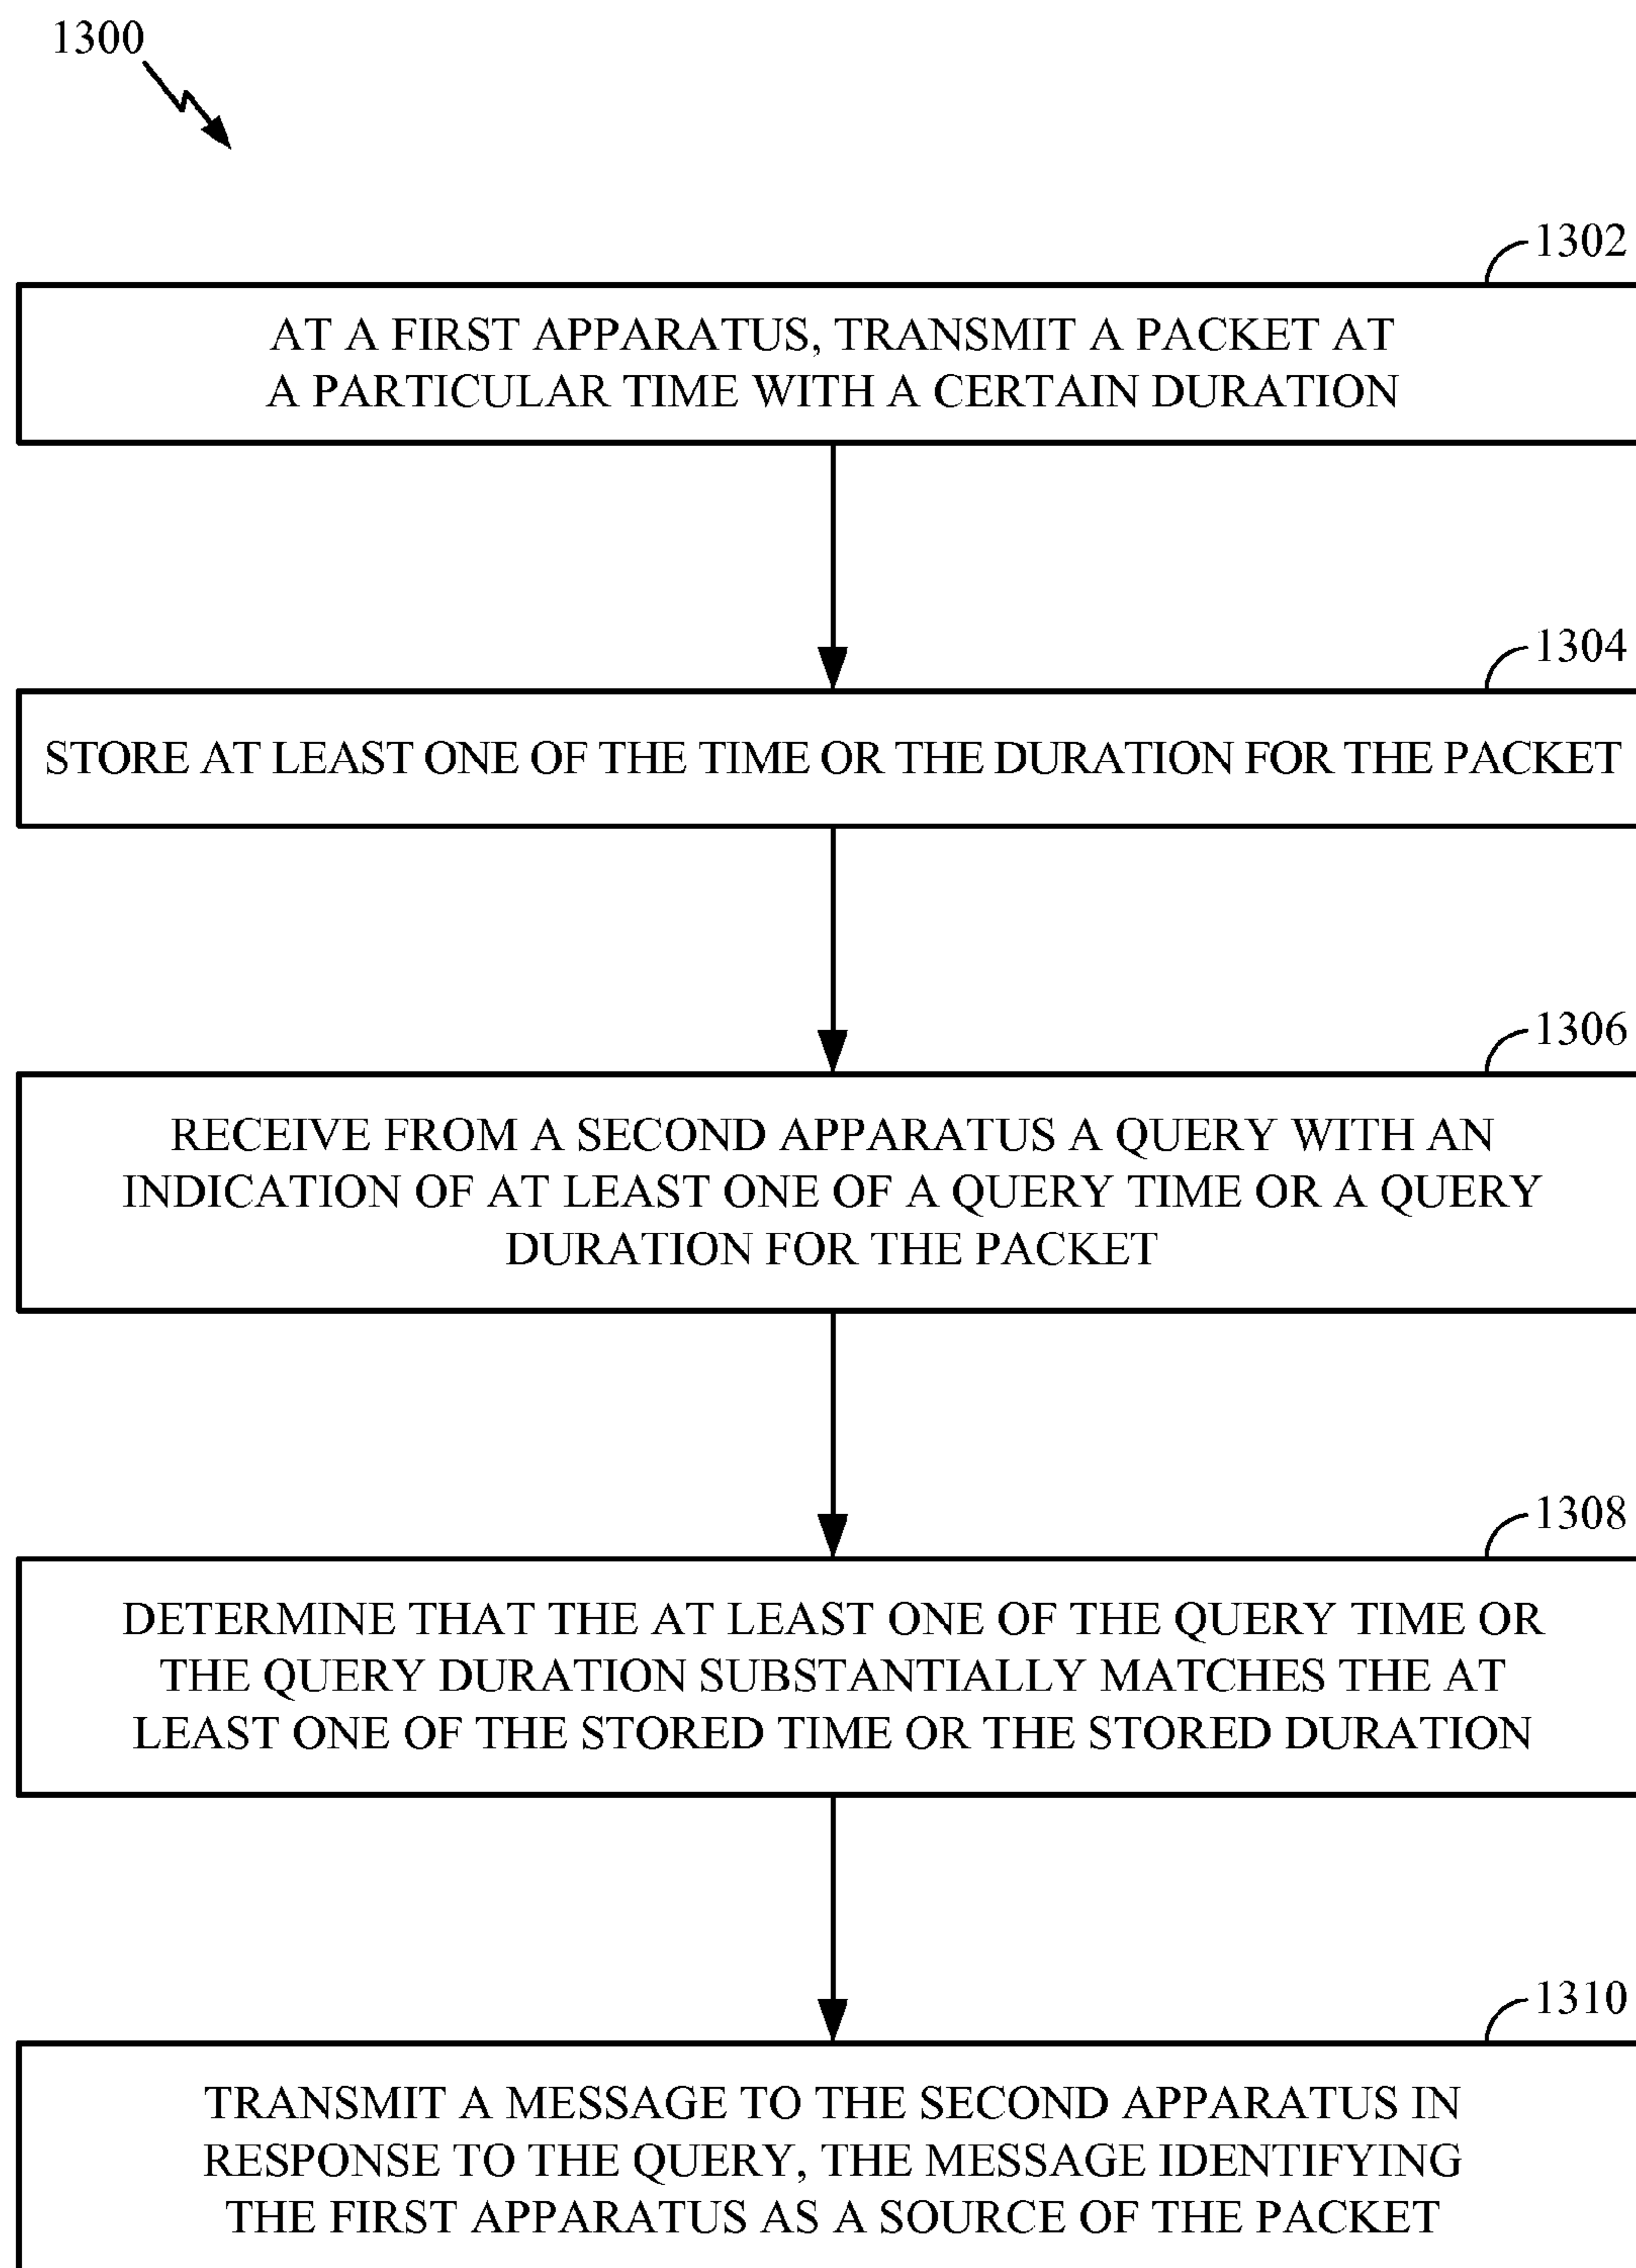 1300
1302
AT A FIRST APPARATUS, TRANSMIT A PACKET AT
A PARTICULAR TIME WITH A CERTAIN DURATION
1304
STORE AT LEAST ONE OF THE TIME OR THE DURATION FOR THE PACKET
1306
RECEIVE FROM A SECOND APPARATUS A QUERY WITH AN
INDICATION OF AT LEAST ONE OF A QUERY TIME OR A QUERY
DURATION FOR THE PACKET
1308
DETERMINE THAT THE AT LEAST ONE OF THE QUERY TIME OR
THE QUERY DURATION SUBSTANTIALLY MATCHES THE AT
LEAST ONE OF THE STORED TIME OR THE STORED DURATION
1310
TRANSMIT A MESSAGE TO THE SECOND APPARATUS IN
RESPONSE TO THE QUERY, THE MESSAGE IDENTIFYING
THE FIRST APPARATUS AS A SOURCE OF THE PACKET